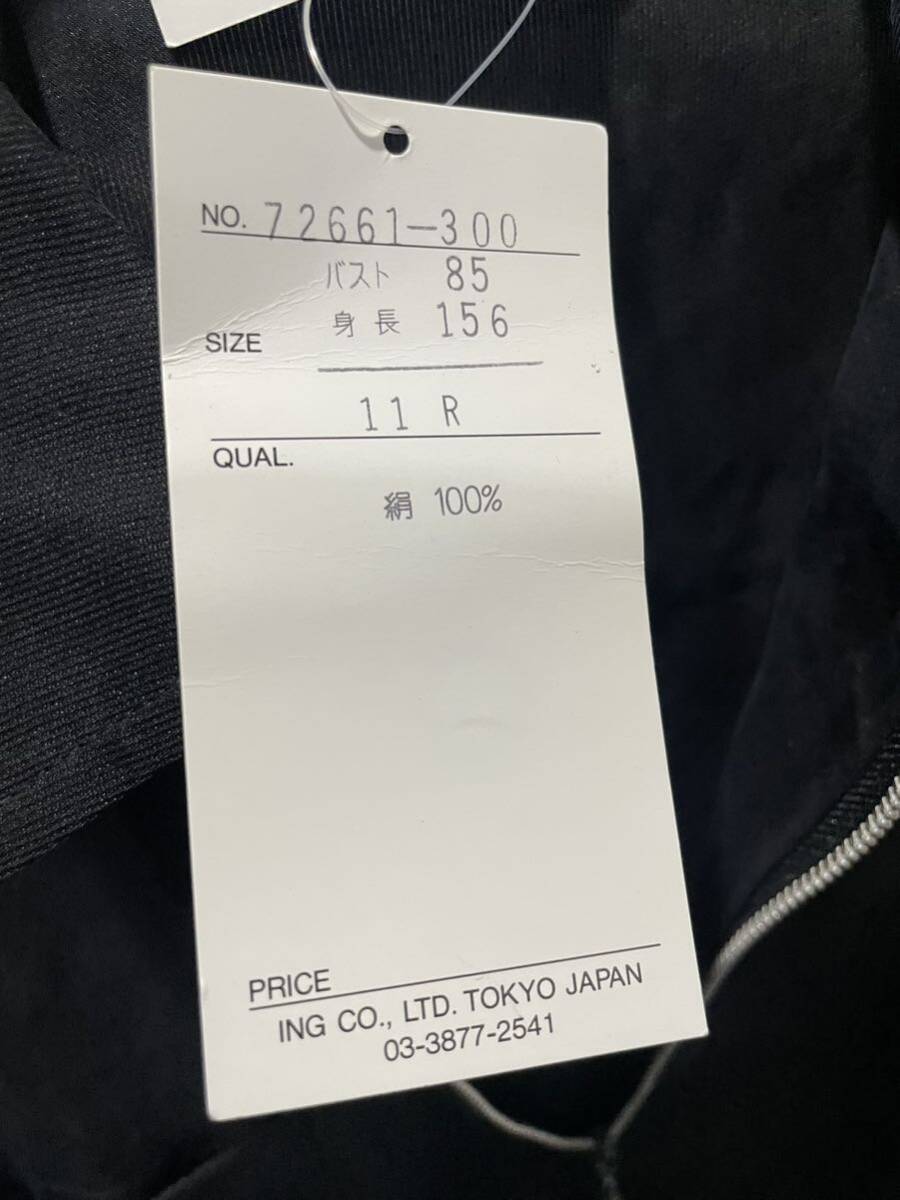 NO. 72661-300
バスト 85
身長 156
SIZE
11 R
QUAL.
絹 100%
PRICE
ING CO., LTD. TOKYO JAPAN
03-3877-2541